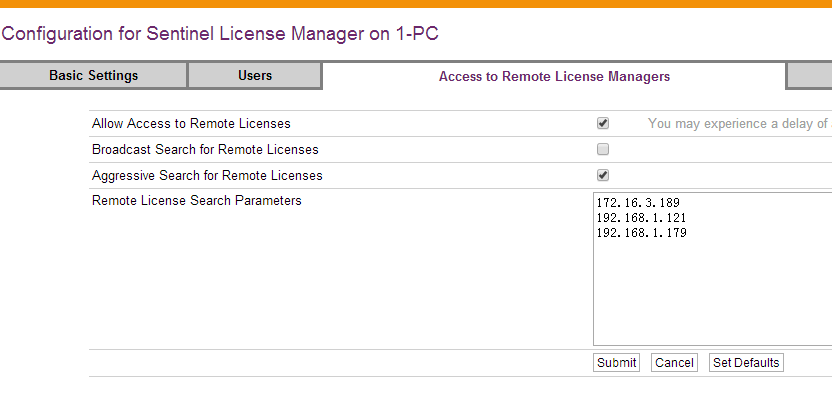 Configuration for Sentinel License Manager on 1-PC
Basic Settings Users Access to Remote License Managers
Allow Access to Remote Licenses You may experience a delay of
Broadcast Search for Remote Licenses
Aggressive Search for Remote Licenses
Remote License Search Parameters
172.16.3.189
192.168.1.121
192.168.1.179
Submit Cancel Set Defaults